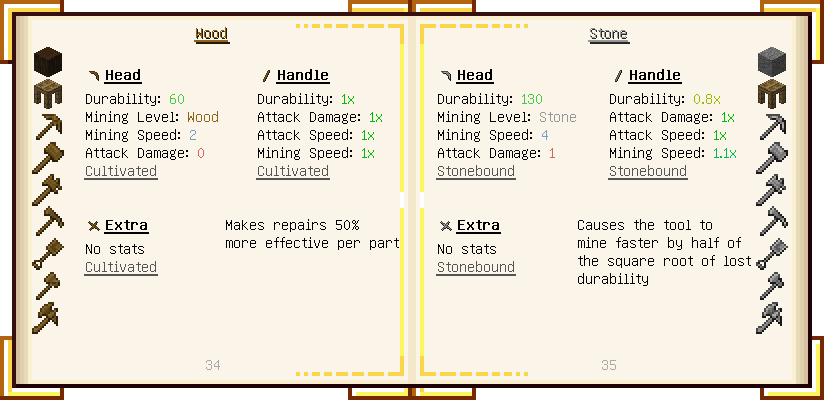 Wood
Head
Durability: 60
Mining Level: Wood
Mining Speed: 2
Attack Damage: 0
Cultivated
Handle
Durability: 1x
Attack Damage: 1x
Attack Speed: 1x
Mining Speed: 1x
Cultivated
Extra
No stats
Cultivated
Makes repairs 50%
more effective per part
34
Stone
Head
Durability: 130
Mining Level: Stone
Mining Speed: 4
Attack Damage: 1
Stonebound
Handle
Durability: 0.8x
Attack Damage: 1x
Attack Speed: 1x
Mining Speed: 1.1x
Stonebound
Extra
No stats
Stonebound
Causes the tool to
mine faster by half of
the square root of lost
durability
35